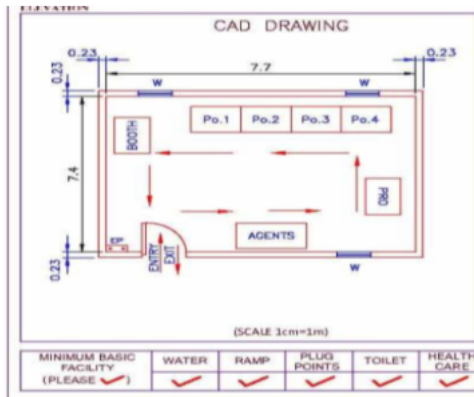 ELEVATION
CAD DRAWING
0.23
7.7
0.23
0.23
W
W
Po.1
Po.2
Po.3
Po.4
BOOTH
7.4
PRO
EP
AGENTS
ENTRY
EXIT
0.23
W
(SCALE 1cm=1m)
MINIMUM BASIC
FACILITY
(PLEASE ✓)
WATER
RAMP
PLUG
POINTS
TOILET
HEALTH
CARE